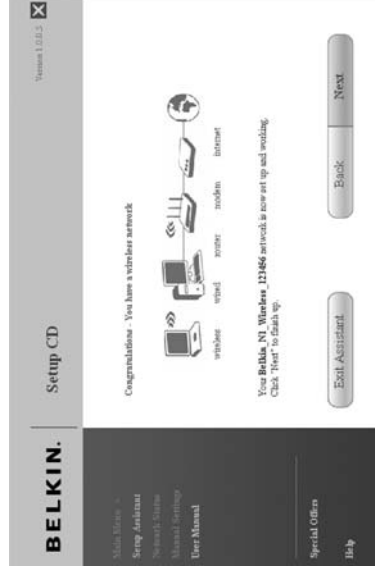 BELKIN.
Setup CD
Version 1.0.0.5
Main Menu >
Setup Assistant
Network Status
Manual Settings
User Manual
Special Offers
Help
Congratulations - You have a wireless network
wireless wired router modem internet
Your Belkin_N1_Wireless_123456 network is now set up and working.
Click "Next" to finish up.
Exit Assistant
Back
Next